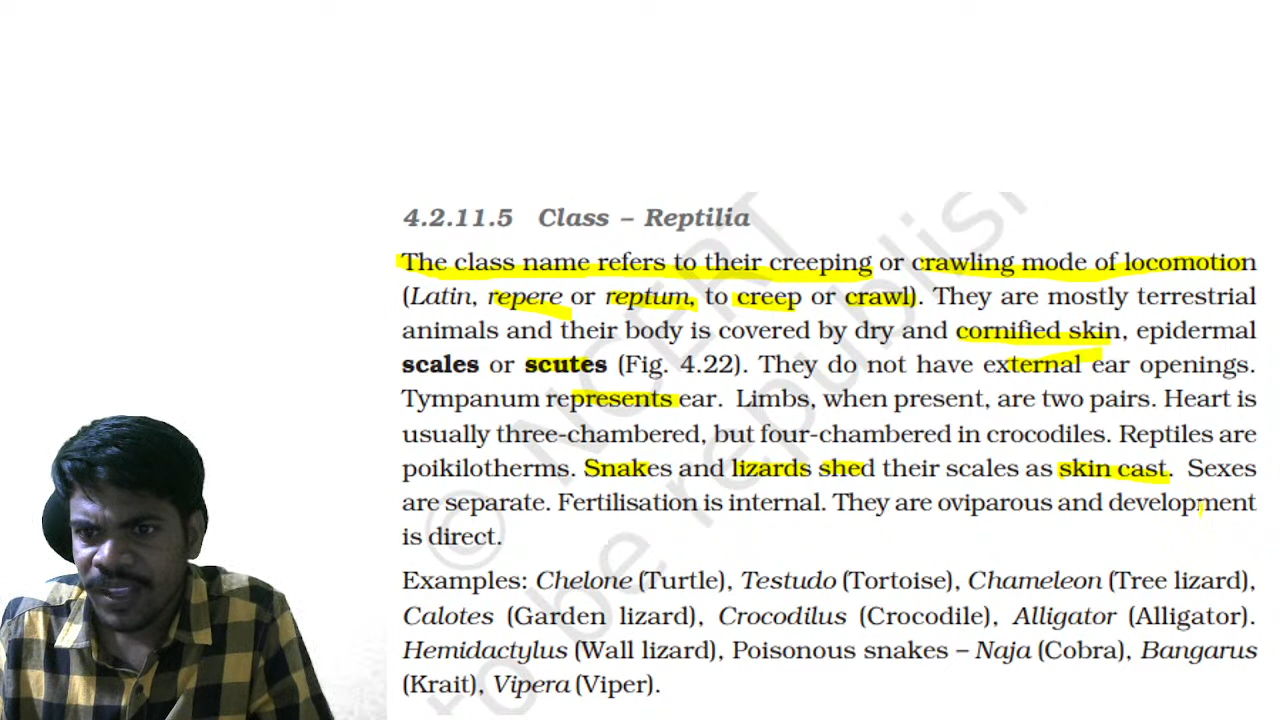 4.2.11.5 Class – Reptilia
The class name refers to their creeping or crawling mode of locomotion
(Latin, repere or reptum, to creep or crawl). They are mostly terrestrial
animals and their body is covered by dry and cornified skin, epidermal
scales or scutes (Fig. 4.22). They do not have external ear openings.
Tympanum represents ear. Limbs, when present, are two pairs. Heart is
usually three-chambered, but four-chambered in crocodiles. Reptiles are
poikilotherms. Snakes and lizards shed their scales as skin cast. Sexes
are separate. Fertilisation is internal. They are oviparous and development
is direct.
Examples: Chelone (Turtle), Testudo (Tortoise), Chameleon (Tree lizard),
Calotes (Garden lizard), Crocodilus (Crocodile), Alligator (Alligator).
Hemidactylus (Wall lizard), Poisonous snakes – Naja (Cobra), Bangarus
(Krait), Vipera (Viper).
© NCERT
to be republis